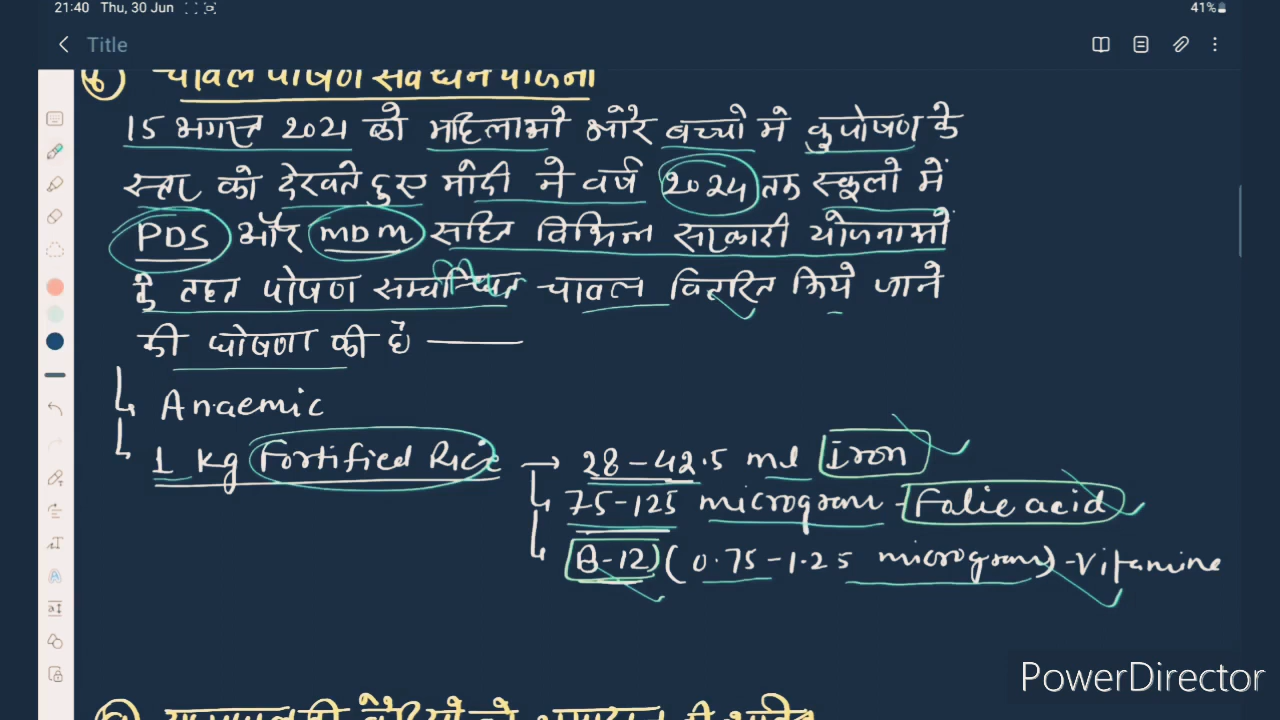 21:40 Thu, 30 Jun
41%
Title
चावल पोषण संवर्धन योजना
15 अगस्त 2021 को महिलाओं और बच्चों में कुपोषण के
स्तर को देखते हुए मोदी ने वर्ष 2024 तक स्कूलों में
PDS और MDM सहित विभिन्न सरकारी योजनाओं
के तहत पोषण सम्बन्धित चावल वितरित किये जाने
की घोषणा की है
Anaemic
1 Kg Fortified Rice → 28-42.5 ml Iron
75-125 microgram - Folic acid
B-12 (0.75-1.25 microgram) - Vitamine
PowerDirector